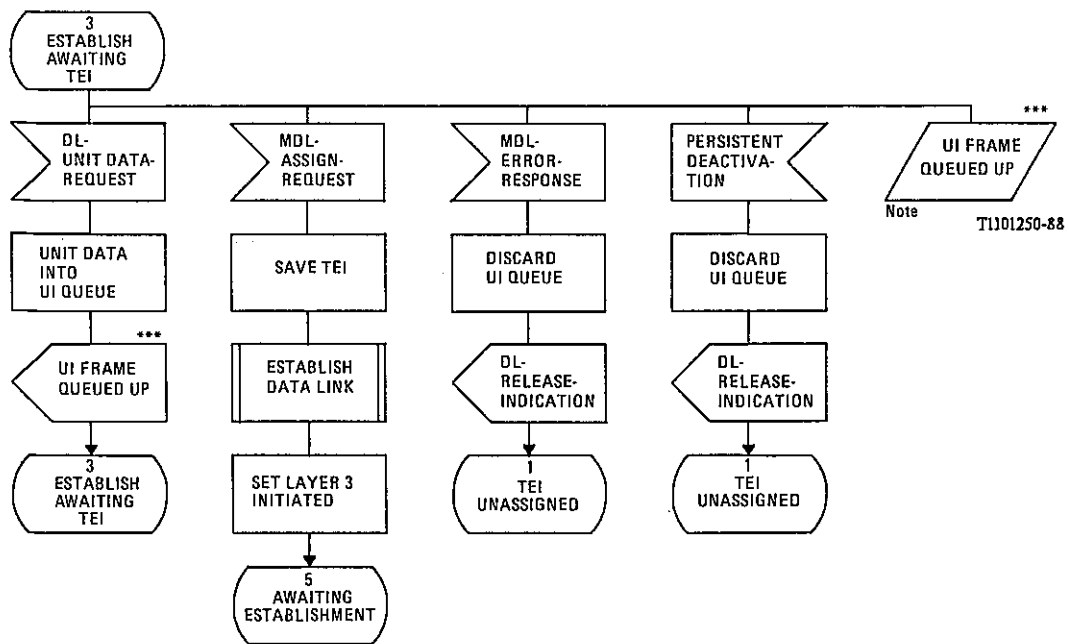 3
ESTABLISH
AWAITING
TEI
DL-
UNIT DATA-
REQUEST
MDL-
ASSIGN-
REQUEST
MDL-
ERROR-
RESPONSE
PERSISTENT
DEACTIVA-
TION
***
UI FRAME
QUEUED UP
Note
T1101250-88
UNIT DATA
INTO
UI QUEUE
SAVE TEI
DISCARD
UI QUEUE
DISCARD
UI QUEUE
***
UI FRAME
QUEUED UP
ESTABLISH
DATA LINK
DL-
RELEASE-
INDICATION
DL-
RELEASE-
INDICATION
3
ESTABLISH
AWAITING
TEI
SET LAYER 3
INITIATED
1
TEI
UNASSIGNED
1
TEI
UNASSIGNED
5
AWAITING
ESTABLISHMENT